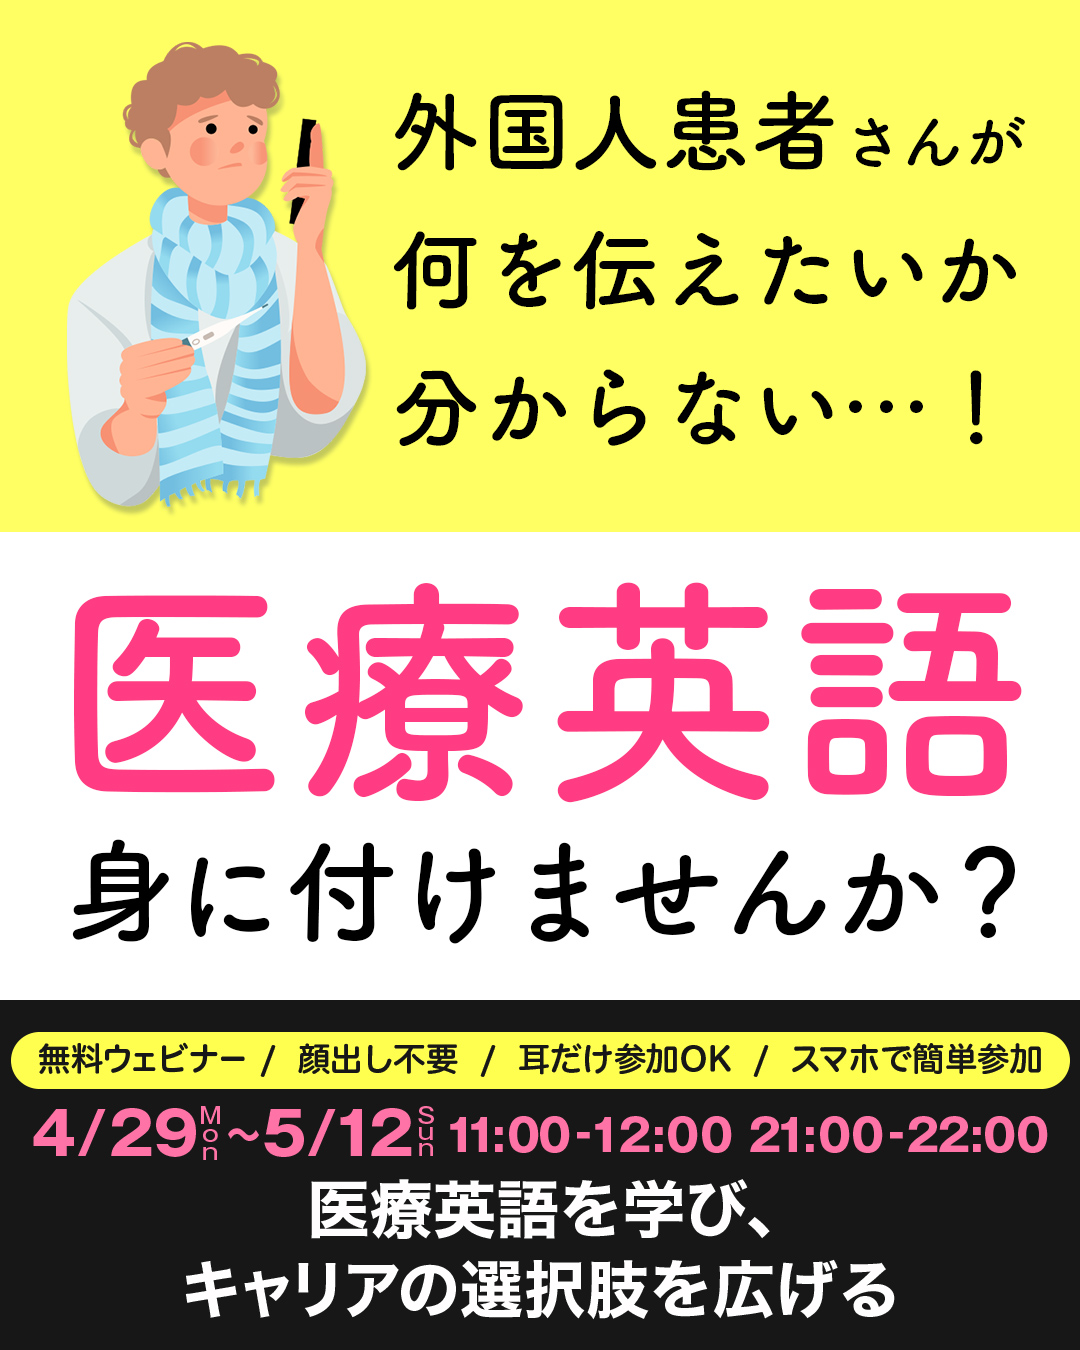 外国人患者さんが
何を伝えたいか
分からない…！
医療英語
身に付けませんか？
無料ウェビナー / 顔出し不要 / 耳だけ参加OK / スマホで簡単参加
4/29Mon〜5/12Sun 11:00-12:00 21:00-22:00
医療英語を学び、
キャリアの選択肢を広げる